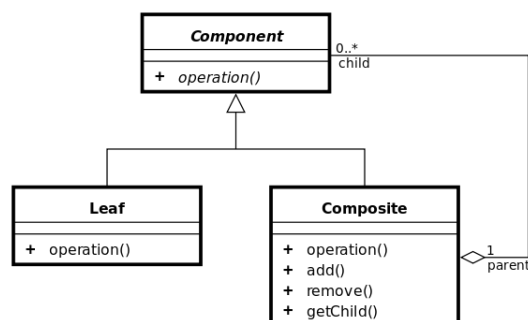 Component
+ operation()
0..*
child
Leaf
+ operation()
Composite
+ operation()
+ add()
+ remove()
+ getChild()
1
parent